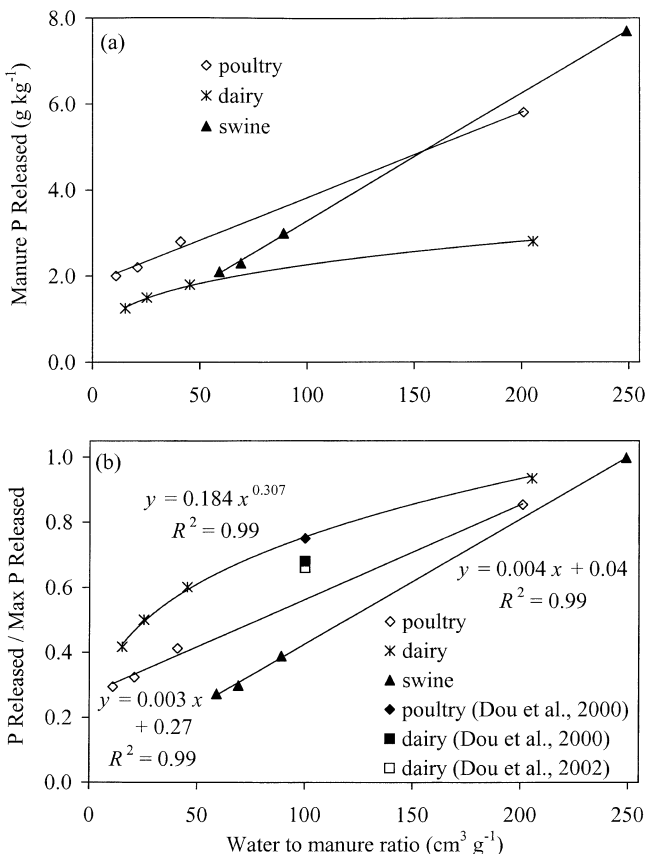 (a)
poultry
dairy
swine
Manure P Released (g kg⁻¹)
8.0
6.0
4.0
2.0
0.0
0 50 100 150 200 250
(b)
y = 0.184 x^0.307
R² = 0.99
y = 0.004 x + 0.04
R² = 0.99
y = 0.003 x
+ 0.27
R² = 0.99
poultry
dairy
swine
poultry (Dou et al., 2000)
dairy (Dou et al., 2000)
dairy (Dou et al., 2002)
P Released / Max P Released
1.0
0.8
0.6
0.4
0.2
0.0
0 50 100 150 200 250
Water to manure ratio (cm³ g⁻¹)